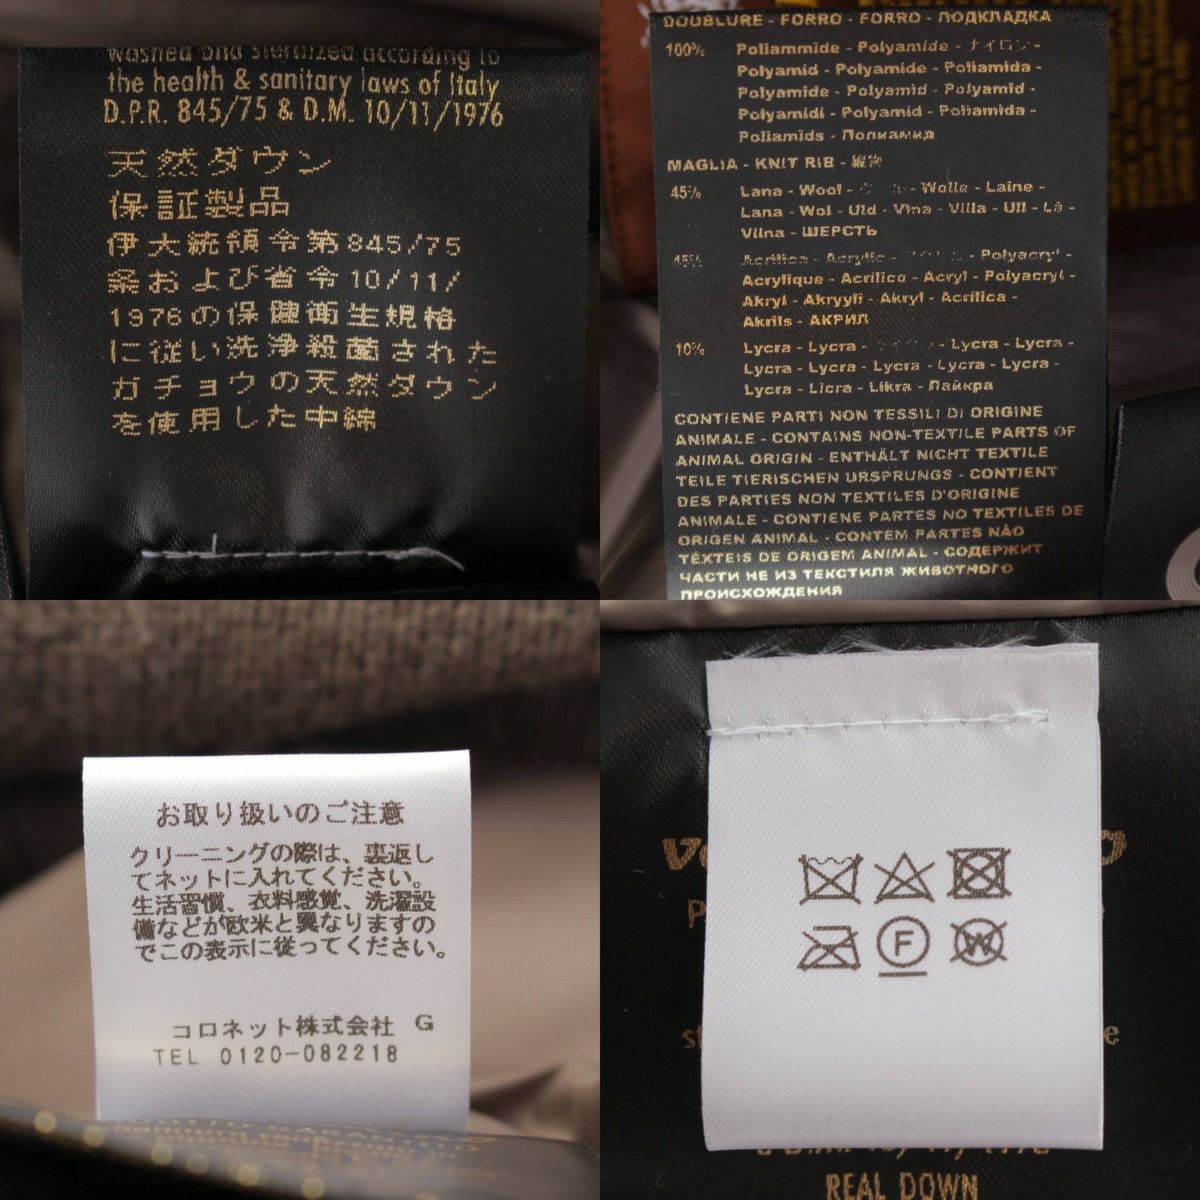 washed and sterilized according to
the health & sanitary laws of Italy
D.P.R. 845/75 & D.M. 10/11/1976
天然ダウン
保証製品
伊大統領令第845/75
条および省令10/11/
1976の保健衛生規格
に従い洗浄殺菌された
ガチョウの天然ダウン
を使用した中綿
DOUBLURE - FORRO - FORRO - ПОДКЛАДКА
100% Poliammide - Polyamide - ナイロン -
Polyamid - Polyamide - Poliamida -
Polyamide - Polyamid - Polyamid -
Polyamidi - Polyamid - Poliamida -
Poliamids - Полиамид
MAGLIA - KNIT RIB - 編物
45% Lana - Wool - ウール - Wolle - Laine -
Lana - Wol - Uld - Vlna - Villa - Ull - Lã -
Vilna - ШЕРСТЬ
45% Acrilica - Acrylic - アクリル - Polyacryl -
Acrylique - Acrilico - Acryl - Polyacryl -
Akryl - Akryyli - Akryl - Acrilica -
Akrils - АКРИЛ
10% Lycra - Lycra - - Lycra - Lycra -
Lycra - Lycra - Lycra - Lycra - Lycra -
Lycra - Licra - Likra - Лайкра
CONTIENE PARTI NON TESSILI DI ORIGINE
ANIMALE - CONTAINS NON-TEXTILE PARTS OF
ANIMAL ORIGIN - ENTHÄLT NICHT TEXTILE
TEILE TIERISCHEN URSPRUNGS - CONTIENT
DES PARTIES NON TEXTILES D'ORIGINE
ANIMALE - CONTIENE PARTES NO TEXTILES DE
ORIGEN ANIMAL - CONTÉM PARTES NÃO
TÊXTEIS DE ORIGEM ANIMAL - СОДЕРЖИТ
ЧАСТИ НЕ ИЗ ТЕКСТИЛЯ ЖИВОТНОГО
ПРОИСХОЖДЕНИЯ
お取り扱いのご注意
クリーニングの際は、裏返し
てネットに入れてください。
生活習慣、衣料感覚、洗濯設
備などが欧米と異なりますの
でこの表示に従ってください。
コロネット株式会社 G
TEL 0120-082218
F W
REAL DOWN